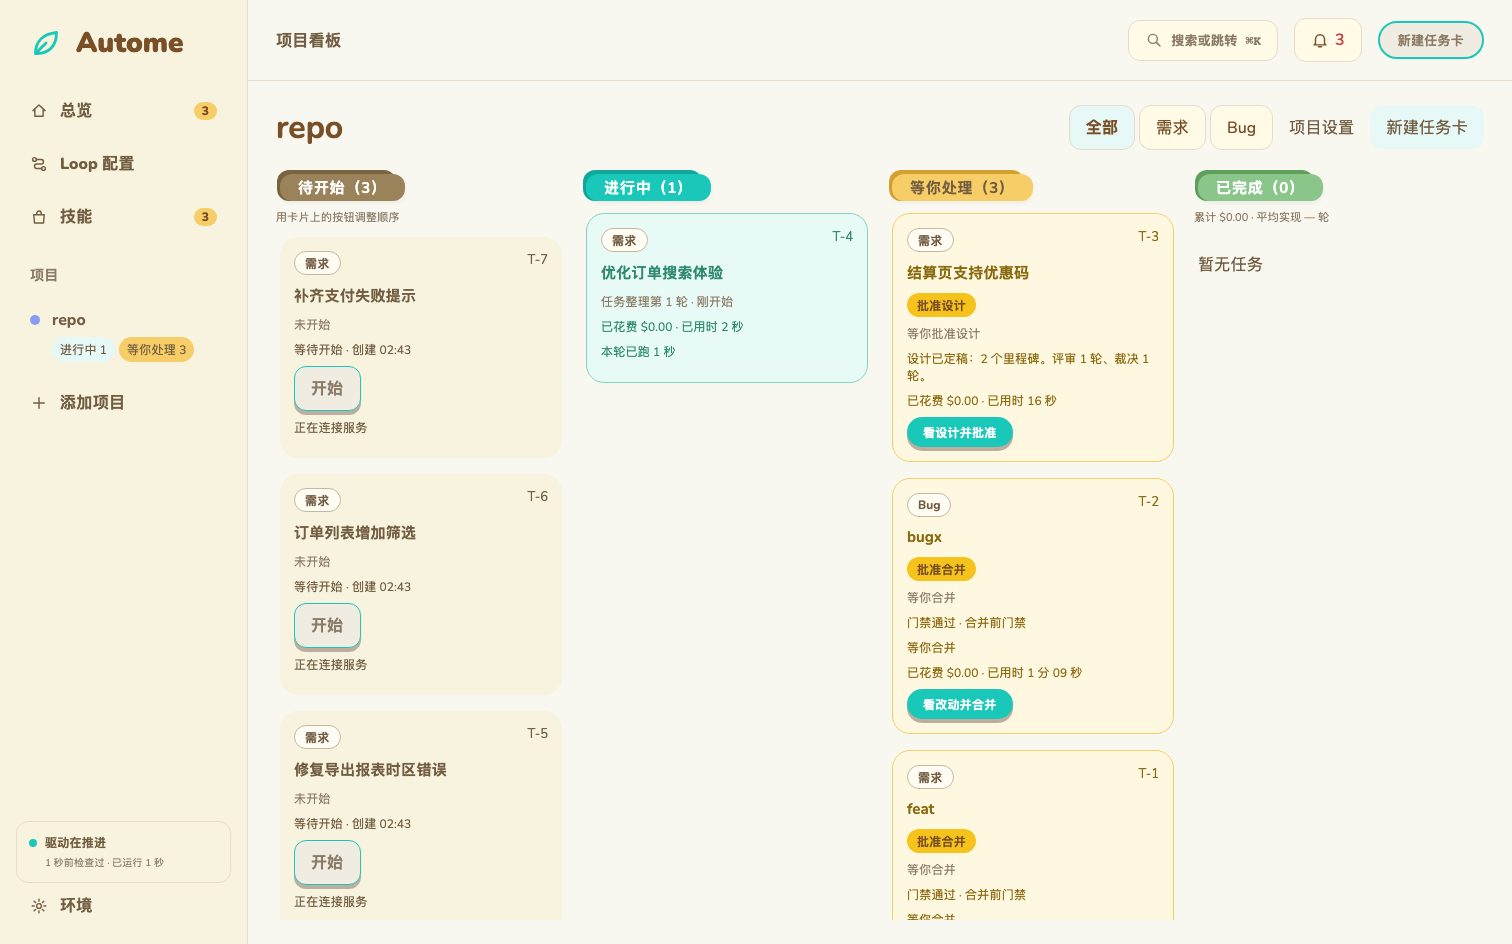 Autome
总览 3
Loop 配置
技能 3
项目
repo
进行中 1 等你处理 3
添加项目
驱动在推进
1 秒前检查过 · 已运行 1 秒
环境
项目看板
搜索或跳转 ⌘K
3
新建任务卡
repo
全部 需求 Bug 项目设置 新建任务卡
待开始（3）
用卡片上的按钮调整顺序
需求 T-7
补齐支付失败提示
未开始
等待开始 · 创建 02:43
开始
正在连接服务
需求 T-6
订单列表增加筛选
未开始
等待开始 · 创建 02:43
开始
正在连接服务
需求 T-5
修复导出报表时区错误
未开始
等待开始 · 创建 02:43
开始
正在连接服务
进行中（1）
需求 T-4
优化订单搜索体验
任务整理第 1 轮 · 刚开始
已花费 $0.00 · 已用时 2 秒
本轮已跑 1 秒
等你处理（3）
需求 T-3
结算页支持优惠码
批准设计
等你批准设计
设计已定稿：2 个里程碑。评审 1 轮、裁决 1
轮。
已花费 $0.00 · 已用时 16 秒
看设计并批准
Bug T-2
bugx
批准合并
等你合并
门禁通过 · 合并前门禁
等你合并
已花费 $0.00 · 已用时 1 分 09 秒
看改动并合并
需求 T-1
feat
批准合并
等你合并
门禁通过 · 合并前门禁
等你合并
已完成（0）
累计 $0.00 · 平均实现 — 轮
暂无任务